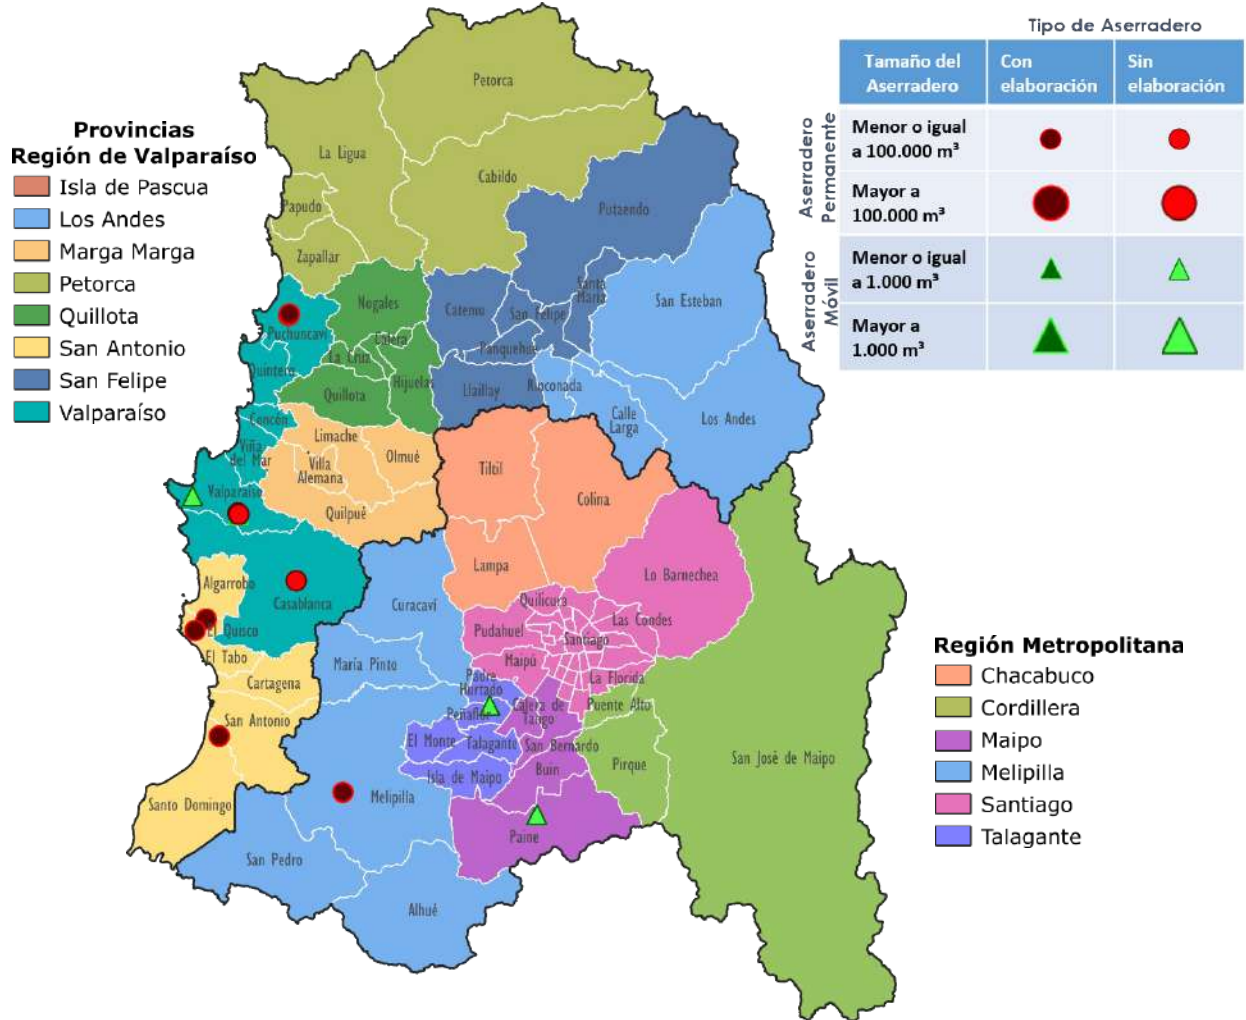 Tipo de Aserradero
Tamaño del Aserradero
Con elaboración
Sin elaboración
Aserradero Permanente
Menor o igual a 100.000 m³
Mayor a 100.000 m³
Aserradero Móvil
Menor o igual a 1.000 m³
Mayor a 1.000 m³
Provincias
Región de Valparaíso
Isla de Pascua
Los Andes
Marga Marga
Petorca
Quillota
San Antonio
San Felipe
Valparaíso
Petorca
La Ligua
Cabildo
Papudo
Zapallar
Putaendo
Santa María
San Esteban
Nogales
Catemu
San Felipe
Puchuncaví
Calera
La Cruz
Panquehue
Quintero
Hijuelas
Quillota
Llaillay
Rinconada
Calle Larga
Los Andes
Concón
Viña del Mar
Limache
Olmué
Villa Alemana
Valparaíso
Quilpué
Tiltil
Colina
Lampa
Lo Barnechea
Algarrobo
Casablanca
Curacaví
Quilicura
Las Condes
El Quisco
Pudahuel
Santiago
El Tabo
María Pinto
Maipú
La Florida
Cartagena
Padre Hurtado
Peñaflor
Calera de Tango
Puente Alto
San Antonio
El Monte
Talagante
San Bernardo
Pirque
San José de Maipo
Isla de Maipo
Buin
Santo Domingo
Melipilla
Paine
San Pedro
Alhué
Región Metropolitana
Chacabuco
Cordillera
Maipo
Melipilla
Santiago
Talagante